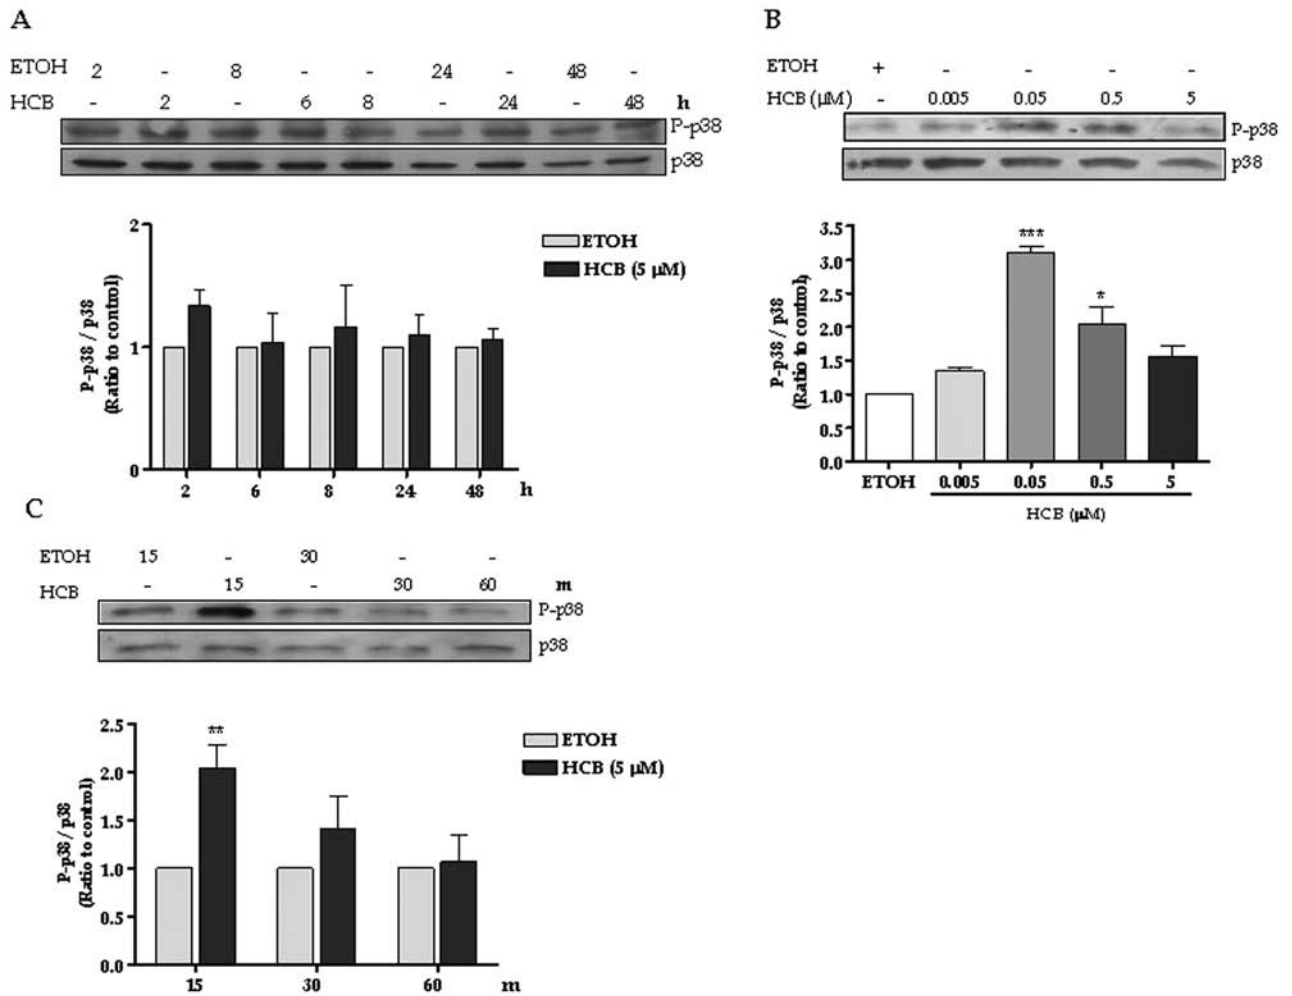 A
ETOH 2 - 8 - - 24 - 48 -
HCB - 2 - 6 8 - 24 - 48 h
P-p38
p38
2
1
0
P-p38 / p38
(Ratio to control)
ETOH
HCB (5 μM)
2 6 8 24 48 h
B
ETOH + - - - -
HCB (μM) - 0.005 0.05 0.5 5
P-p38
p38
3.5
3.0
2.5
2.0
1.5
1.0
0.5
0.0
P-p38 / p38
(Ratio to control)
***
*
ETOH 0.005 0.05 0.5 5
HCB (μM)
C
ETOH 15 - 30 - -
HCB - 15 - 30 60 m
P-p38
p38
2.5
2.0
1.5
1.0
0.5
0.0
P-p38 / p38
(Ratio to control)
**
ETOH
HCB (5 μM)
15 30 60 m